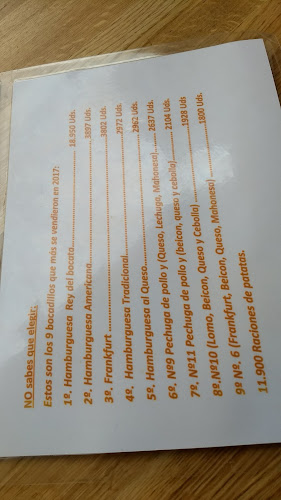 NO sabes que elegir:
Estos son los 9 bocadillos que más se vendieron en 2017:
1º. Hamburguesa Rey del bocata........................ 18.950 Uds.
2º. Hamburguesa Americana........................... 3897 Uds.
3º. Frankfurt.................................................... 3802 Uds.
4º. Hamburguesa Tradicional............................ 2972 Uds.
5º. Hamburguesa al Queso............................... 2862 Uds.
6º. Nº9 Pechuga de pollo y (Queso, Lechuga, Mahonesa).... 2637 Uds.
7º. Nº11 Pechuga de pollo y (beicon, queso y cebolla)....... 2104 Uds.
8º.Nº10 (Lomo, Beicon, Queso y Cebolla)............... 1928 Uds
9º Nº. 6 (Frankfurt, Beicon, Queso, Mahonesa) ............1800 Uds.
11.900 Raciones de patatas.